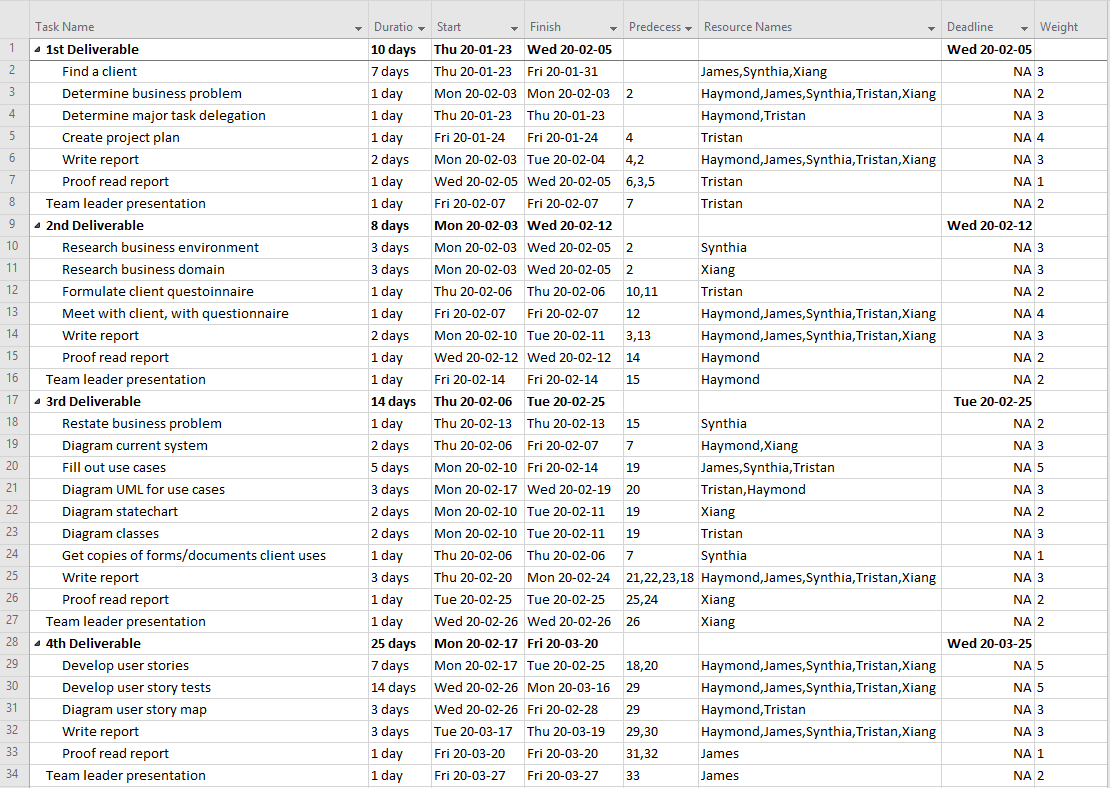 Task Name Duratio Start Finish Predecess Resource Names Deadline Weight
1 1st Deliverable 10 days Thu 20-01-23 Wed 20-02-05 Wed 20-02-05
2 Find a client 7 days Thu 20-01-23 Fri 20-01-31 James,Synthia,Xiang NA 3
3 Determine business problem 1 day Mon 20-02-03 Mon 20-02-03 2 Haymond,James,Synthia,Tristan,Xiang NA 2
4 Determine major task delegation 1 day Thu 20-01-23 Thu 20-01-23 Haymond,Tristan NA 3
5 Create project plan 1 day Fri 20-01-24 Fri 20-01-24 4 Tristan NA 4
6 Write report 2 days Mon 20-02-03 Tue 20-02-04 4,2 Haymond,James,Synthia,Tristan,Xiang NA 3
7 Proof read report 1 day Wed 20-02-05 Wed 20-02-05 6,3,5 Tristan NA 1
8 Team leader presentation 1 day Fri 20-02-07 Fri 20-02-07 7 Tristan NA 2
9 2nd Deliverable 8 days Mon 20-02-03 Wed 20-02-12 Wed 20-02-12
10 Research business environment 3 days Mon 20-02-03 Wed 20-02-05 2 Synthia NA 3
11 Research business domain 3 days Mon 20-02-03 Wed 20-02-05 2 Xiang NA 3
12 Formulate client questoinnaire 1 day Thu 20-02-06 Thu 20-02-06 10,11 Tristan NA 2
13 Meet with client, with questionnaire 1 day Fri 20-02-07 Fri 20-02-07 12 Haymond,James,Synthia,Tristan,Xiang NA 4
14 Write report 2 days Mon 20-02-10 Tue 20-02-11 3,13 Haymond,James,Synthia,Tristan,Xiang NA 3
15 Proof read report 1 day Wed 20-02-12 Wed 20-02-12 14 Haymond NA 2
16 Team leader presentation 1 day Fri 20-02-14 Fri 20-02-14 15 Haymond NA 2
17 3rd Deliverable 14 days Thu 20-02-06 Tue 20-02-25 Tue 20-02-25
18 Restate business problem 1 day Thu 20-02-13 Thu 20-02-13 15 Synthia NA 2
19 Diagram current system 2 days Thu 20-02-06 Fri 20-02-07 7 Haymond,Xiang NA 3
20 Fill out use cases 5 days Mon 20-02-10 Fri 20-02-14 19 James,Synthia,Tristan NA 5
21 Diagram UML for use cases 3 days Mon 20-02-17 Wed 20-02-19 20 Tristan,Haymond NA 3
22 Diagram statechart 2 days Mon 20-02-10 Tue 20-02-11 19 Xiang NA 2
23 Diagram classes 2 days Mon 20-02-10 Tue 20-02-11 19 Tristan NA 3
24 Get copies of forms/documents client uses 1 day Thu 20-02-06 Thu 20-02-06 7 Synthia NA 1
25 Write report 3 days Thu 20-02-20 Mon 20-02-24 21,22,23,18 Haymond,James,Synthia,Tristan,Xiang NA 3
26 Proof read report 1 day Tue 20-02-25 Tue 20-02-25 25,24 Xiang NA 2
27 Team leader presentation 1 day Wed 20-02-26 Wed 20-02-26 26 Xiang NA 2
28 4th Deliverable 25 days Mon 20-02-17 Fri 20-03-20 Wed 20-03-25
29 Develop user stories 7 days Mon 20-02-17 Tue 20-02-25 18,20 Haymond,James,Synthia,Tristan,Xiang NA 5
30 Develop user story tests 14 days Wed 20-02-26 Mon 20-03-16 29 Haymond,James,Synthia,Tristan,Xiang NA 5
31 Diagram user story map 3 days Wed 20-02-26 Fri 20-02-28 29 Haymond,Tristan NA 3
32 Write report 3 days Tue 20-03-17 Thu 20-03-19 29,30 Haymond,James,Synthia,Tristan,Xiang NA 3
33 Proof read report 1 day Fri 20-03-20 Fri 20-03-20 31,32 James NA 1
34 Team leader presentation 1 day Fri 20-03-27 Fri 20-03-27 33 James NA 2